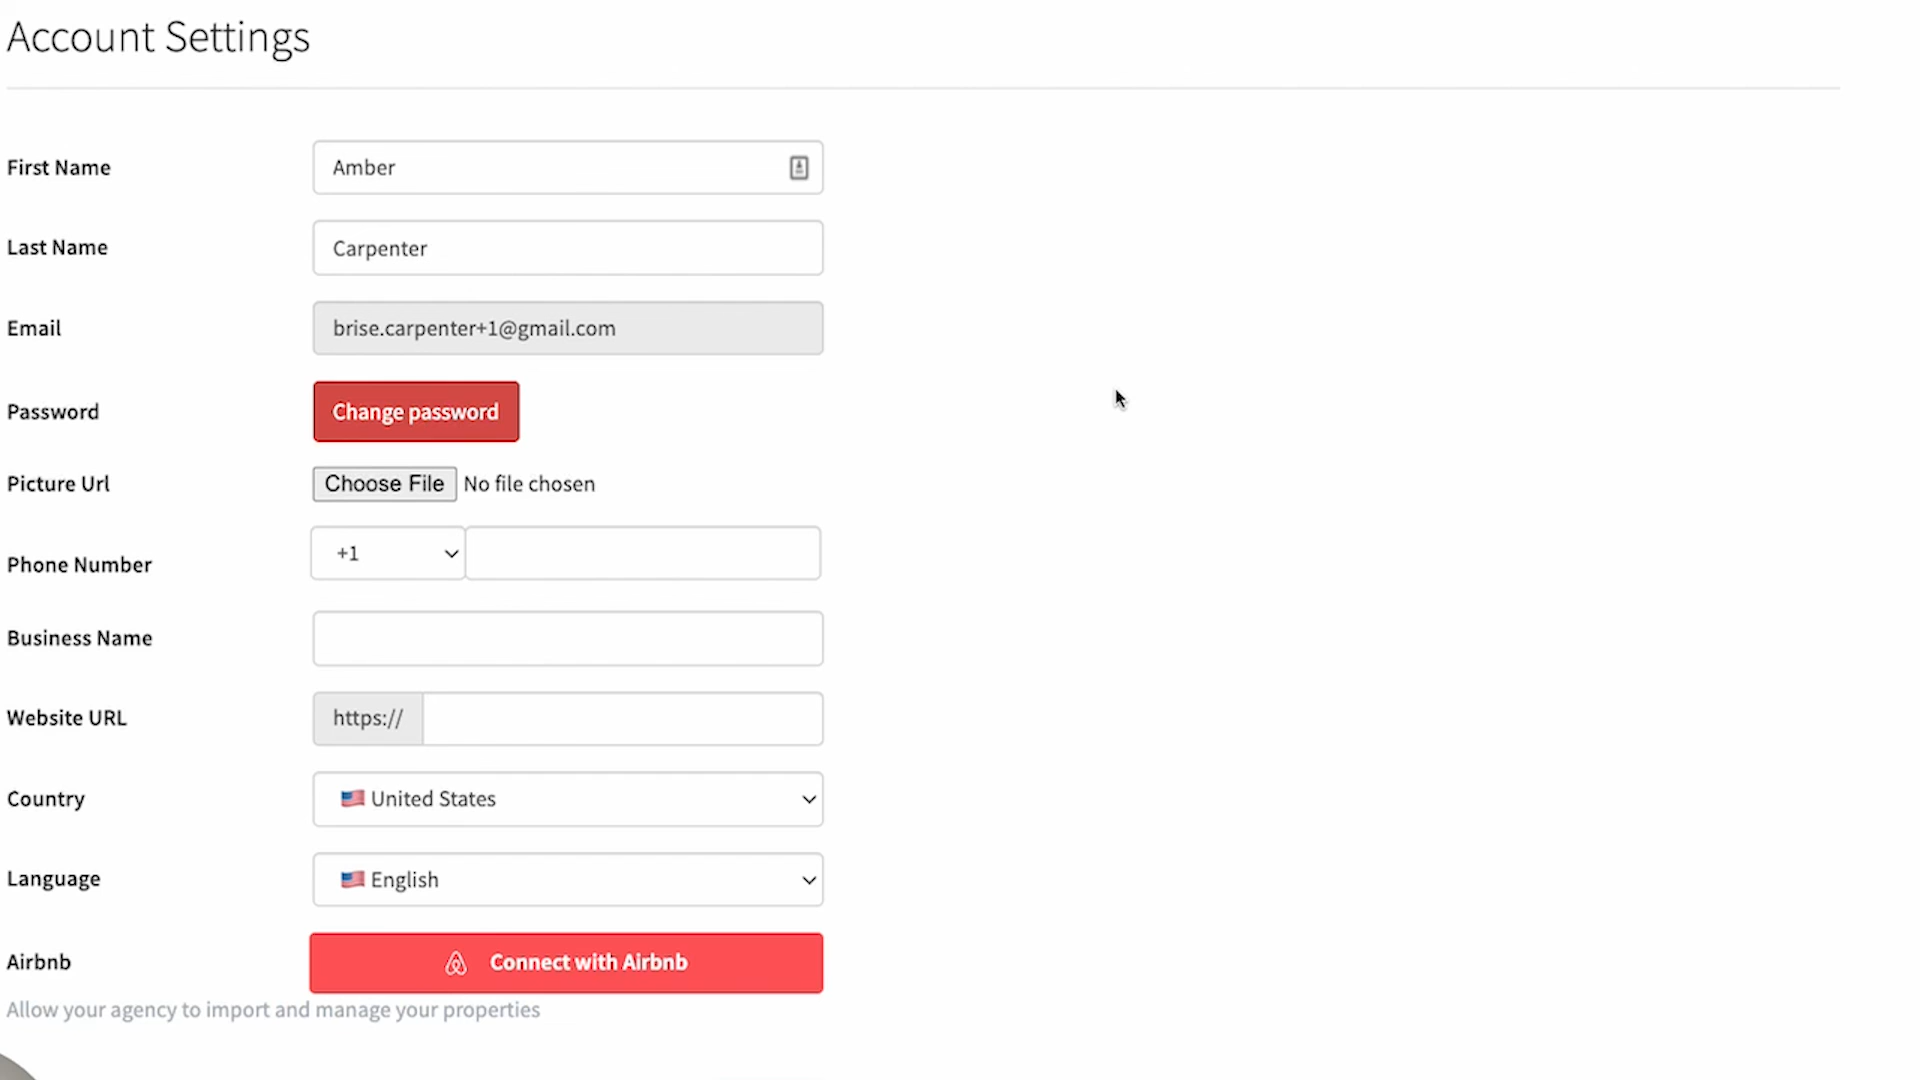 Account Settings
First Name
Amber
Last Name
Carpenter
Email
brise.carpenter+1@gmail.com
Password
Change password
Picture Url
Choose File No file chosen
Phone Number
+1
Business Name
Website URL
https://
Country
United States
Language
English
Airbnb
Connect with Airbnb
Allow your agency to import and manage your properties